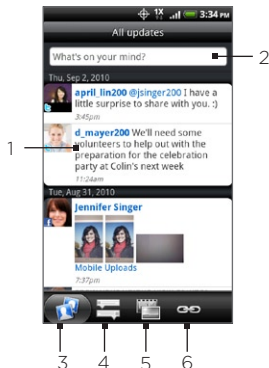 1X 3:34 PM
All updates
What's on your mind?
2
Thu, Sep 2, 2010
april_lin200 @jsinger200 I have a
little surprise to share with you. :)
3:45pm
1
d_mayer200 We'll need some
volunteers to help out with the
preparation for the celebration
party at Colin's next week
11:24am
Tue, Aug 31, 2010
Jennifer Singer
Mobile Uploads
7:37pm
3 4 5 6